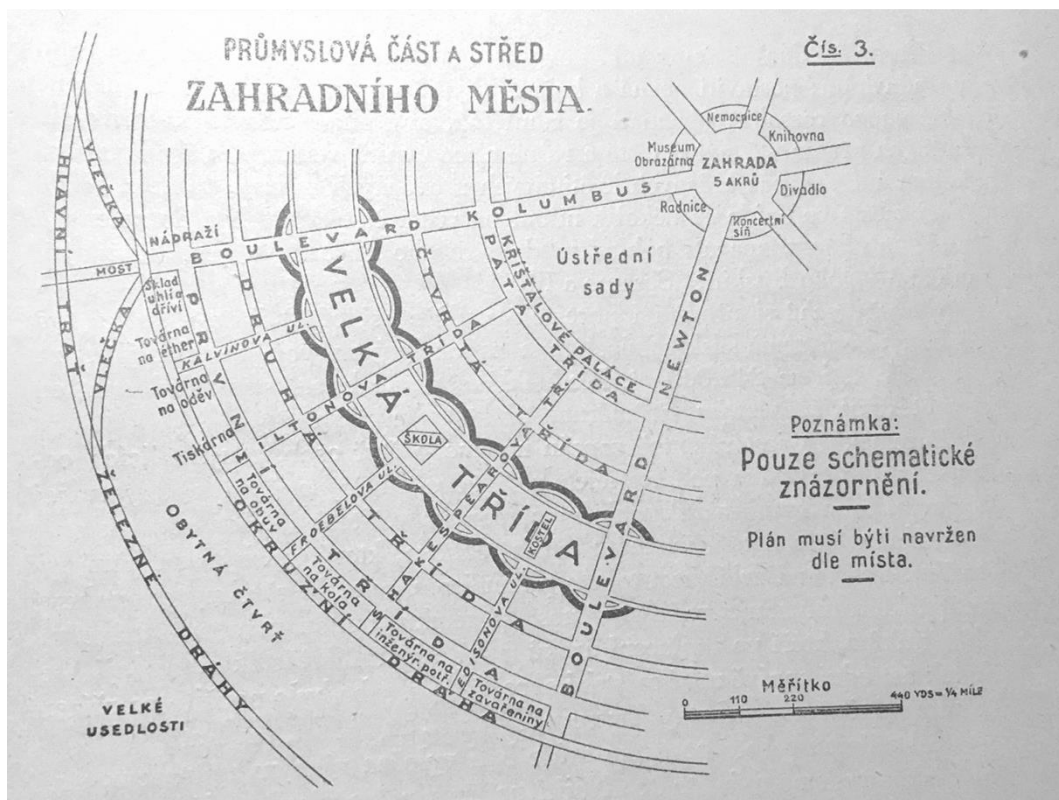 PRŮMYSLOVÁ ČÁST A STŘED
ZAHRADNÍHO MĚSTA.
Čís. 3.
Nemocnice
Knihovna
Museum
Obrazárna
ZAHRADA
5 AKRŮ
Divadlo
Radnice
Koncertní
síň
HLAVNÍ TRAŤ ŽELEZNÉ DRÁHY
VLEČKA
NÁDRAŽÍ
MOST
VLEČKA
BOULEVARD KOLUMBUS
BOULEVARD NEWTON
Ústřední
sady
KŘÍŠŤÁLOVÉ PALÁCE
PATÁ TŘÍDA
ČTVRTÁ TŘÍDA
VELKÁ TŘÍDA
DRUHÁ TŘÍDA
PRVNÍ TŘÍDA
OKRUŽNÍ DRÁHA
KALVÍNOVA UL.
MILTONOVA TŘÍDA
FROEBELOVA UL.
SHAKESPEAROVA TŘ.
EDISONOVA UL.
ŠKOLA
KOSTEL
Sklad
uhlí a
dříví
Továrna
na ether
Továrna
na oděv
Tiskárna
Továrna
na obuv
Továrna
na kola
Továrna na
inženýr. potř.
Továrna na
zavařeniny
OBYTNÁ ČTVRŤ
VELKÉ
USEDLOSTI
Poznámka:
Pouze schematické
znázornění.
Plán musí býti navržen
dle místa.
Měřítko
0 110 220 440 YDS = ¼ MÍLE